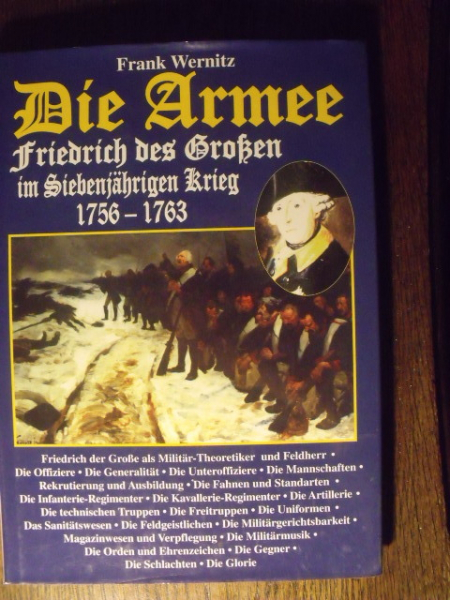 Frank Wernitz
Die Armee
Friedrich des Großen
im Siebenjährigen Krieg
1756 – 1763
Friedrich der Große als Militär-Theoretiker und Feldherr •
Die Offiziere • Die Generalität • Die Unteroffiziere • Die Mannschaften •
Rekrutierung und Ausbildung • Die Fahnen und Standarten •
Die Infanterie-Regimenter • Die Kavallerie-Regimenter • Die Artillerie •
Die technischen Truppen • Die Freitruppen • Die Uniformen •
Das Sanitätswesen • Die Feldgeistlichen • Die Militärgerichtsbarkeit •
Magazinwesen und Verpflegung • Die Militärmusik •
Die Orden und Ehrenzeichen • Die Gegner •
Die Schlachten • Die Glorie